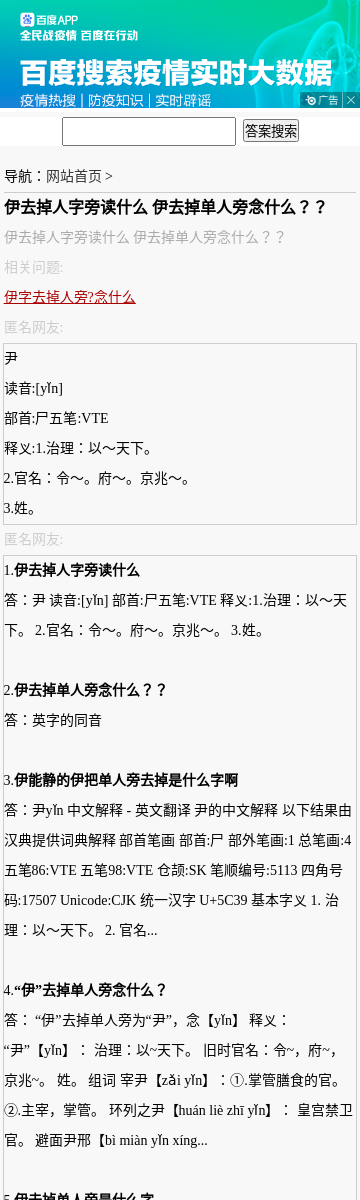 百度APP
全民战疫情 百度在行动
百度搜索疫情实时大数据
疫情热搜 | 防疫知识 | 实时辟谣
广告
答案搜索
导航：网站首页 >
伊去掉人字旁读什么 伊去掉单人旁念什么？？
伊去掉人字旁读什么 伊去掉单人旁念什么？？
相关问题:
伊字去掉人旁?念什么
匿名网友:
尹
读音:[yǐn]
部首:尸五笔:VTE
释义:1.治理：以～天下。
2.官名：令～。府～。京兆～。
3.姓。
匿名网友:
1.伊去掉人字旁读什么
答：尹 读音:[yǐn] 部首:尸五笔:VTE 释义:1.治理：以～天
下。 2.官名：令～。府～。京兆～。 3.姓。
2.伊去掉单人旁念什么？？
答：英字的同音
3.伊能静的伊把单人旁去掉是什么字啊
答：尹yǐn 中文解释 - 英文翻译 尹的中文解释 以下结果由
汉典提供词典解释 部首笔画 部首:尸 部外笔画:1 总笔画:4
五笔86:VTE 五笔98:VTE 仓颉:SK 笔顺编号:5113 四角号
码:17507 Unicode:CJK 统一汉字 U+5C39 基本字义 1. 治
理：以～天下。 2. 官名...
4.“伊”去掉单人旁念什么？
答： “伊”去掉单人旁为“尹”，念【yǐn】 释义：
“尹”【yǐn】： 治理：以~天下。 旧时官名：令~，府~，
京兆~。 姓。 组词 宰尹【zǎi yǐn】：①.掌管膳食的官。
②.主宰，掌管。 环列之尹【huán liè zhī yǐn】： 皇宫禁卫
官。 避面尹邢【bì miàn yǐn xíng...
5.伊去掉单人旁是什么字